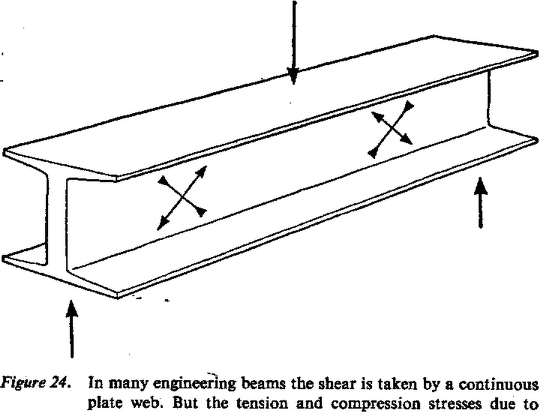 Figure 24. In many engineering beams the shear is taken by a continuous
plate web. But the tension and compression stresses due to